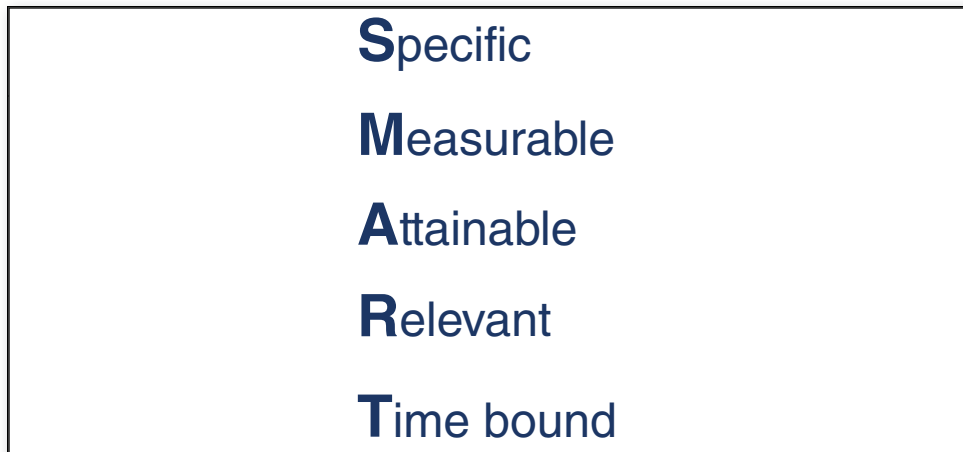 Specific
Measurable
Attainable
Relevant
Time bound